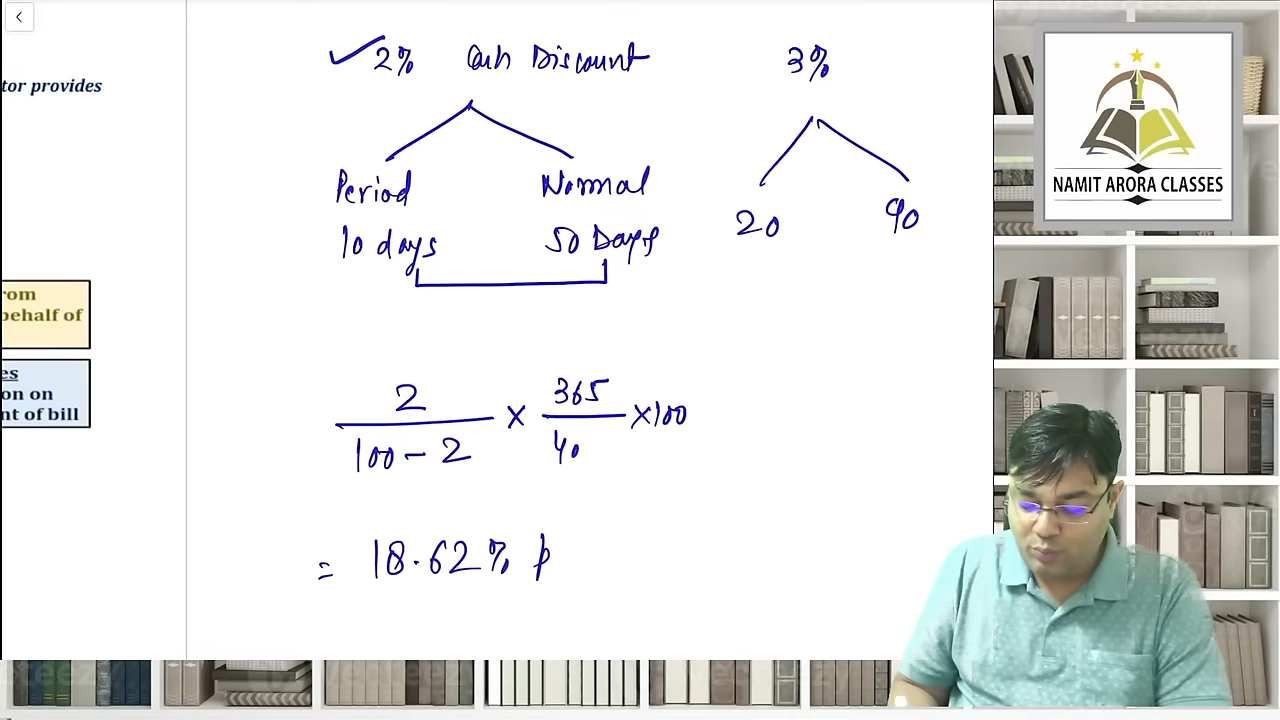 tor provides
✓ 2% Cash Discount 3%
Period Normal
10 days 50 Days 20 90
rom
behalf of
es
on on
nt of bill
2/(100 − 2) × 365/40 × 100
= 18.62% p
NAMIT ARORA CLASSES